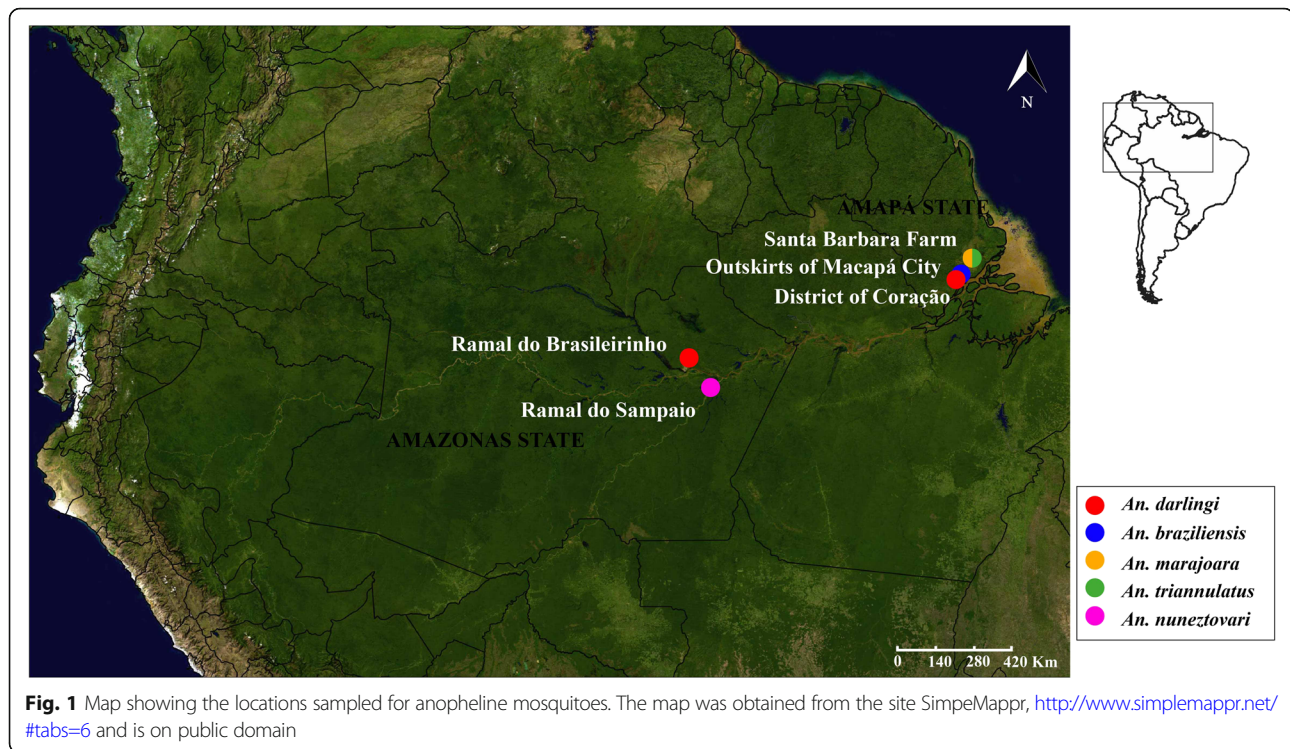 N
AMAPÁ STATE
Santa Barbara Farm
Outskirts of Macapá City
District of Coração
Ramal do Brasileirinho
Ramal do Sampaio
AMAZONAS STATE
An. darlingi
An. braziliensis
An. marajoara
An. triannulatus
An. nuneztovari
0 140 280 420 Km
Fig. 1 Map showing the locations sampled for anopheline mosquitoes. The map was obtained from the site SimpeMappr, http://www.simplemappr.net/
#tabs=6 and is on public domain